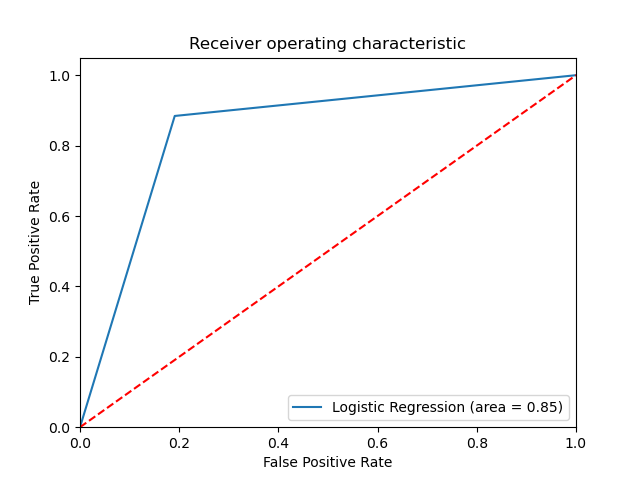 Receiver operating characteristic
1.0
0.8
0.6
0.4
0.2
0.0
True Positive Rate
Logistic Regression (area = 0.85)
0.0 0.2 0.4 0.6 0.8 1.0
False Positive Rate